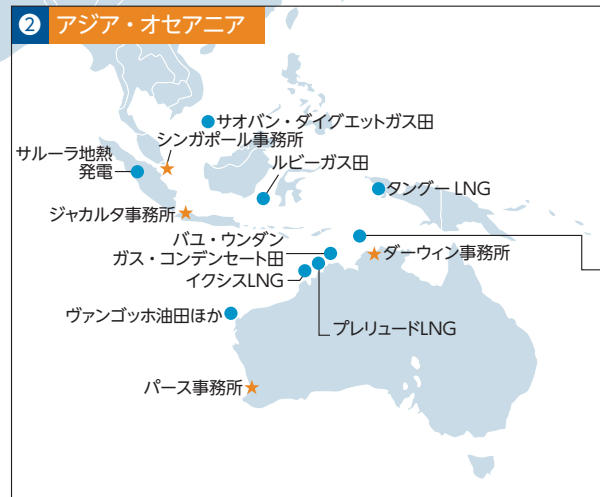 2 アジア・オセアニア
サオバン・ダイグエットガス田
シンガポール事務所
サルーラ地熱
発電
ルビーガス田
タングー LNG
ジャカルタ事務所
バユ・ウンダン
ガス・コンデンセート田
ダーウィン事務所
イクシスLNG
ヴァンゴッホ油田ほか
プレリュードLNG
パース事務所